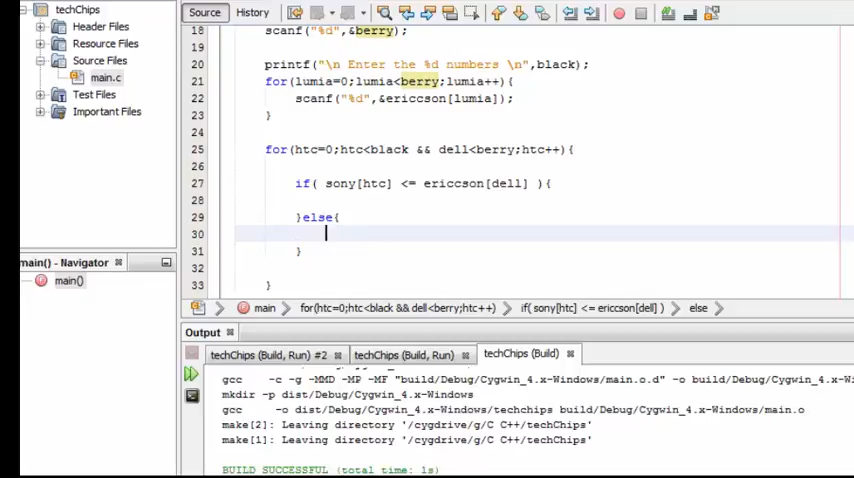 techChips
Header Files
Resource Files
Source Files
main.c
Test Files
Important Files
main() - Navigator
main()
Source History
18 scanf("%d",&berry);
19
20 printf("\n Enter the %d numbers \n",black);
21 for(lumia=0;lumia<berry;lumia++){
22 scanf("%d",&ericcson[lumia]);
23 }
24
25 for(htc=0;htc<black && dell<berry;htc++){
26
27 if( sony[htc] <= ericcson[dell] ){
28
29 }else{
30
31 }
32
33 }
main for(htc=0;htc<black && dell<berry;htc++) if( sony[htc] <= ericcson[dell] ) else
Output
techChips (Build, Run) #2 techChips (Build, Run) techChips (Build)
gcc -c -g -MMD -MP -MF "build/Debug/Cygwin_4.x-Windows/main.o.d" -o build/Debug/Cygwin_4.x-Wind
mkdir -p dist/Debug/Cygwin_4.x-Windows
gcc -o dist/Debug/Cygwin_4.x-Windows/techchips build/Debug/Cygwin_4.x-Windows/main.o
make[2]: Leaving directory '/cygdrive/g/C C++/techChips'
make[1]: Leaving directory '/cygdrive/g/C C++/techChips'
BUILD SUCCESSFUL (total time: 1s)